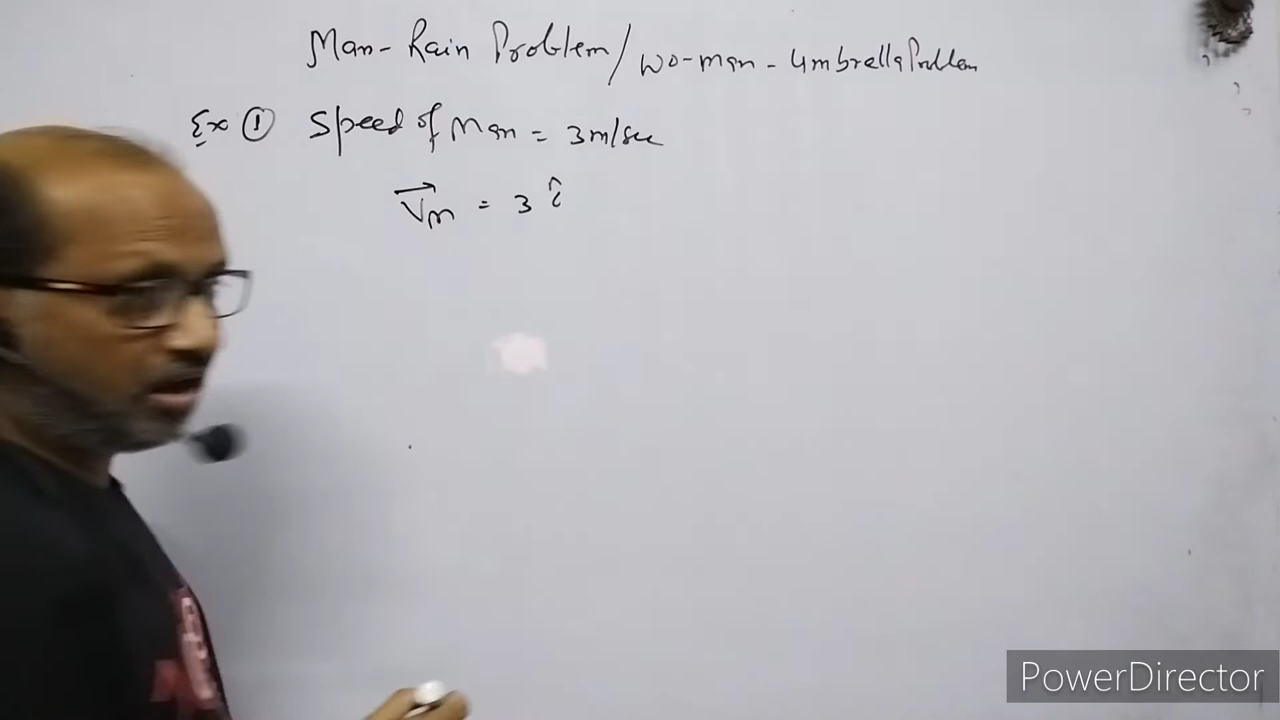 Man-Rain Problem/Wo-man-Umbrella Problem
Ex ① Speed of Man = 3m/sec
V⃗m = 3 î
PowerDirector